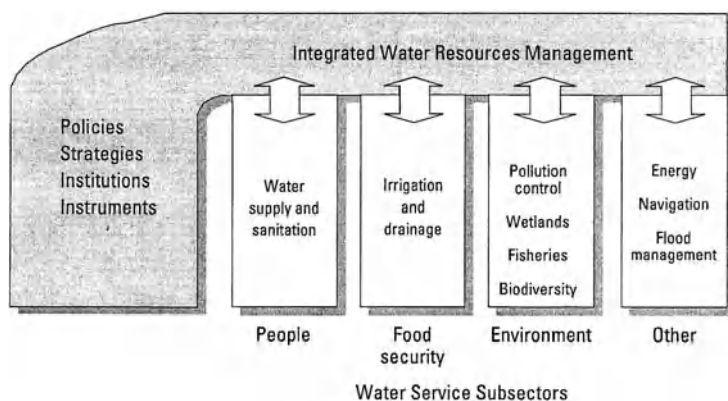 Integrated Water Resources Management
Policies
Strategies
Institutions
Instruments
Water
supply and
sanitation
Irrigation
and
drainage
Pollution
control
Wetlands
Fisheries
Biodiversity
Energy
Navigation
Flood
management
People
Food
security
Environment
Other
Water Service Subsectors